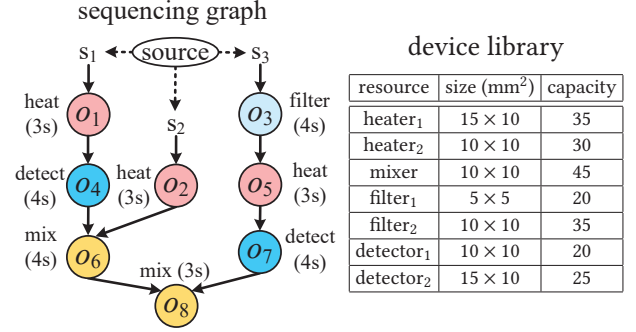 sequencing graph
s1 source s3
heat (3s) o1
s2
filter (4s) o3
detect (4s) o4
heat (3s) o2
heat (3s) o5
mix (4s) o6
detect (4s) o7
mix (3s)
o8
device library
resource size (mm²) capacity
heater₁ 15 × 10 35
heater₂ 10 × 10 30
mixer 10 × 10 45
filter₁ 5 × 5 20
filter₂ 10 × 10 35
detector₁ 10 × 10 20
detector₂ 15 × 10 25